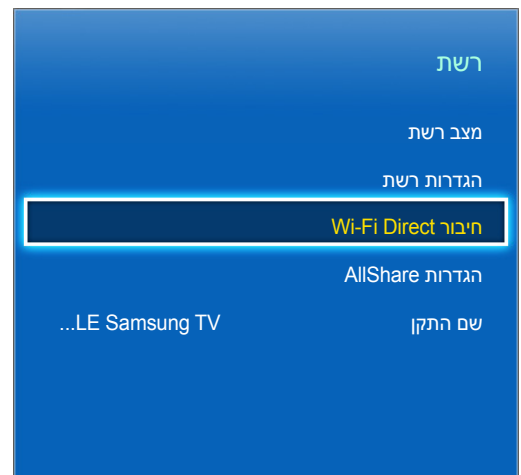 רשת
מצב רשת
הגדרות רשת
חיבור Wi-Fi Direct
הגדרות AllShare
שם התקן LE Samsung TV...